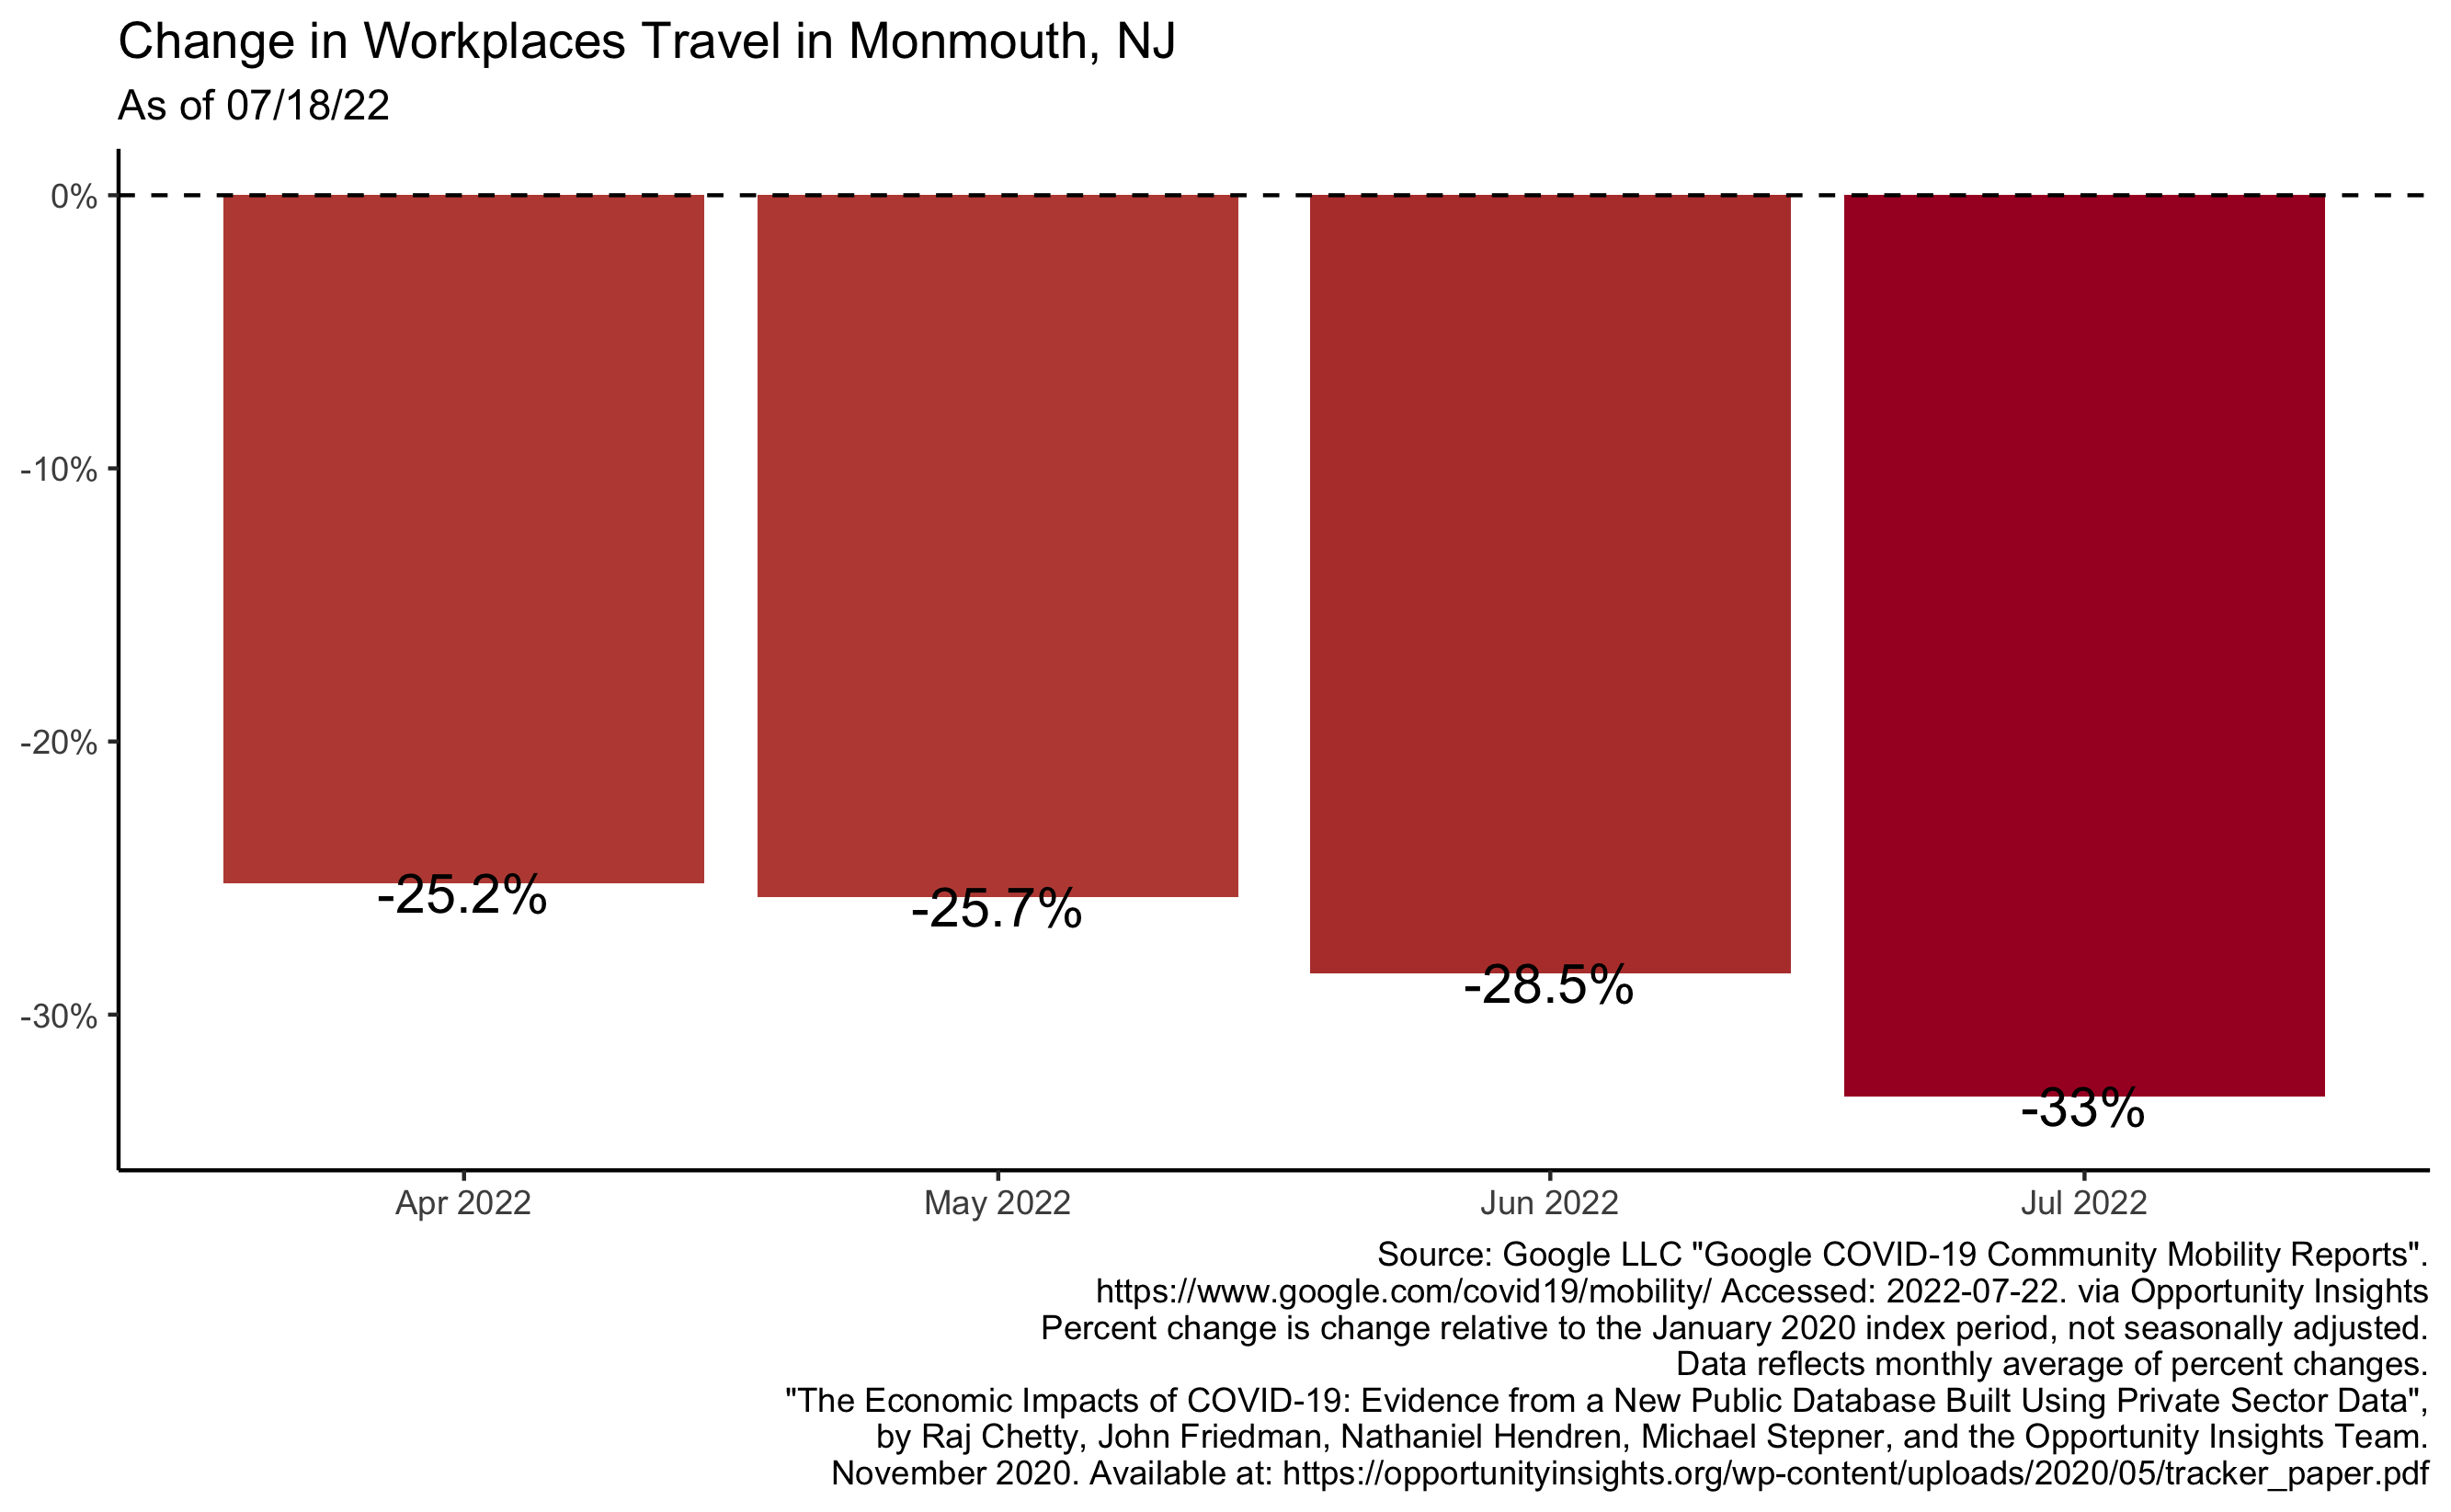 Change in Workplaces Travel in Monmouth, NJ
As of 07/18/22
0%
-10%
-20%
-30%
-25.2%
-25.7%
-28.5%
-33%
Apr 2022
May 2022
Jun 2022
Jul 2022
Source: Google LLC "Google COVID-19 Community Mobility Reports".
https://www.google.com/covid19/mobility/ Accessed: 2022-07-22. via Opportunity Insights
Percent change is change relative to the January 2020 index period, not seasonally adjusted.
Data reflects monthly average of percent changes.
"The Economic Impacts of COVID-19: Evidence from a New Public Database Built Using Private Sector Data",
by Raj Chetty, John Friedman, Nathaniel Hendren, Michael Stepner, and the Opportunity Insights Team.
November 2020. Available at: https://opportunityinsights.org/wp-content/uploads/2020/05/tracker_paper.pdf